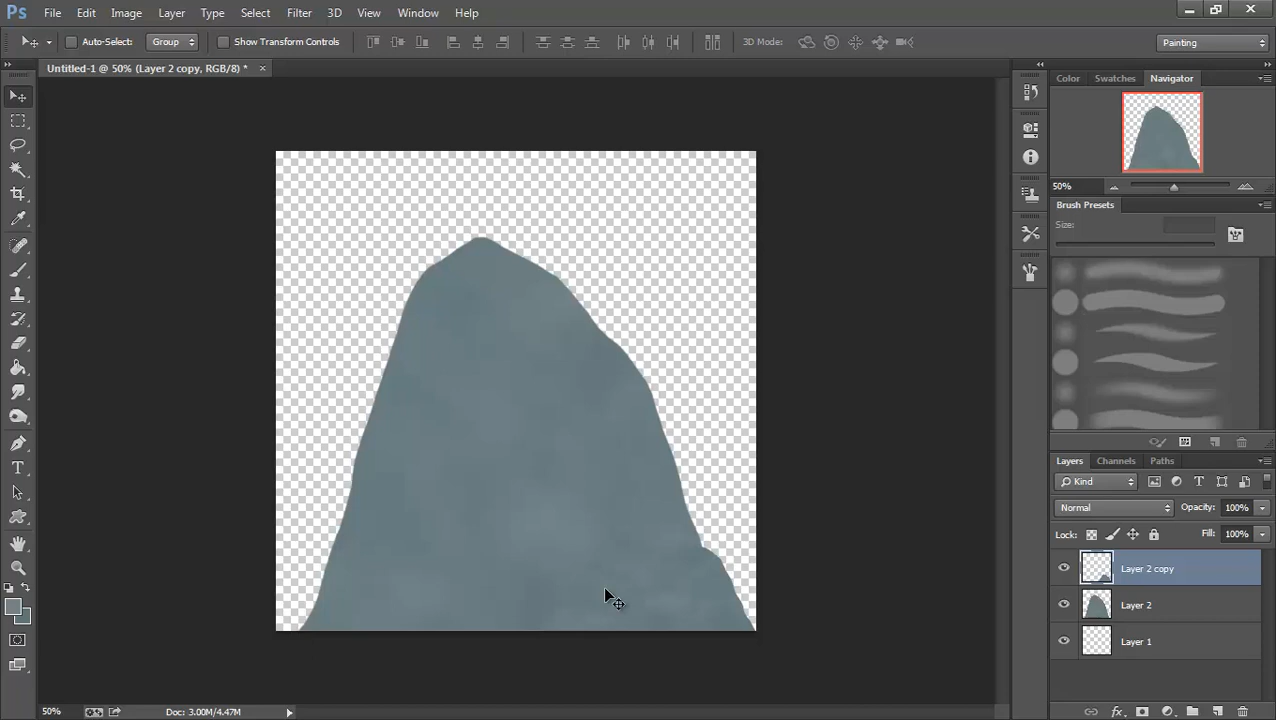 Ps File Edit Image Layer Type Select Filter 3D View Window Help
Auto-Select: Group Show Transform Controls 3D Mode: Painting
Untitled-1 @ 50% (Layer 2 copy, RGB/8) * ×
Color Swatches Navigator
50%
Brush Presets
Size:
Layers Channels Paths
Kind T
Normal Opacity: 100%
Lock: Fill: 100%
Layer 2 copy
Layer 2
Layer 1
50% Doc: 3.00M/4.47M fx